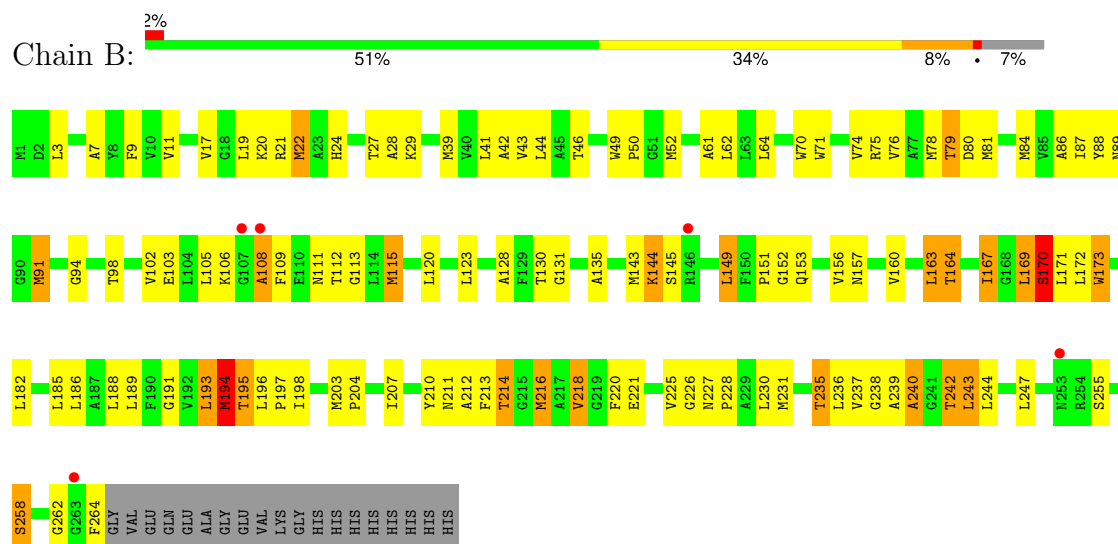 2%
Chain B:
51% 34% 8% • 7%
M1 D2 L3 A7 Y8 F9 V10 V11 V17 G18 L19 K20 R21 M22 A23 H24 T27 A28 K29 M39 V40 L41 A42 V43 L44 A45 T46 W49 P50 G51 M52 A61 L62 L63 L64 W70 W71 V74 R75 V76 A77 M78 T79 D80 M81 M84 V85 A86 I87 Y88 N89
G90 M91 G94 T98 V102 E103 L104 L105 K106 G107 A108 F109 E110 N111 T112 G113 L114 M115 L120 L123 A128 F129 T130 G131 A135 M143 K144 S145 R146 L149 F150 P151 G152 Q153 V156 N157 V160 L163 T164 I167 G168 L169 S170 L171 L172 W173
L182 L185 L186 A187 L188 L189 F190 G191 V192 L193 M194 T195 L196 P197 I198 M203 P204 I207 Y210 N211 A212 F213 T214 G215 M216 A217 V218 G219 F220 E221 V225 G226 N227 P228 A229 L230 M231 T235 L236 V237 G238 A239 A240 G241 T242 L243 L244 L247 N253 R254 S255
S258 G262 G263 F264 GLY VAL GLU GLN GLU ALA GLY GLU VAL LYS GLY HIS HIS HIS HIS HIS HIS HIS HIS